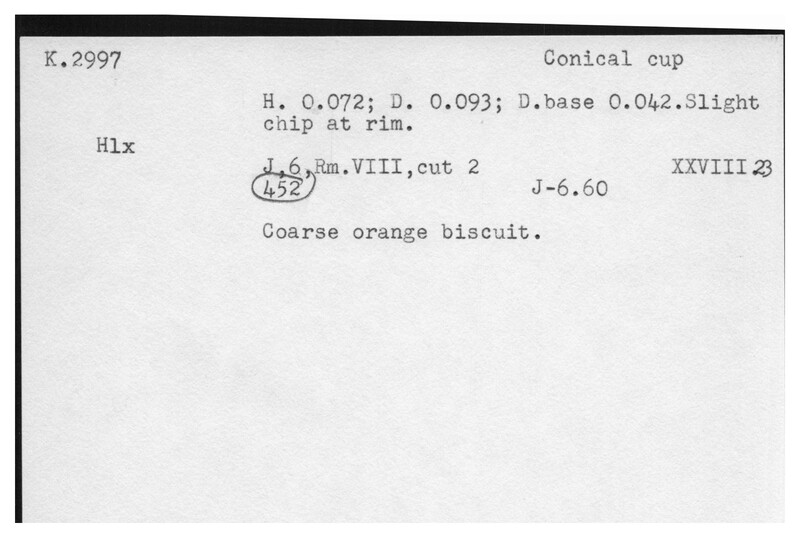 K.2997 Conical cup
H. 0.072; D. 0.093; D.base 0.042.Slight
chip at rim.
Hlx
J,6,Rm.VIII,cut 2 XXVIII 23
452 J-6.60
Coarse orange biscuit.